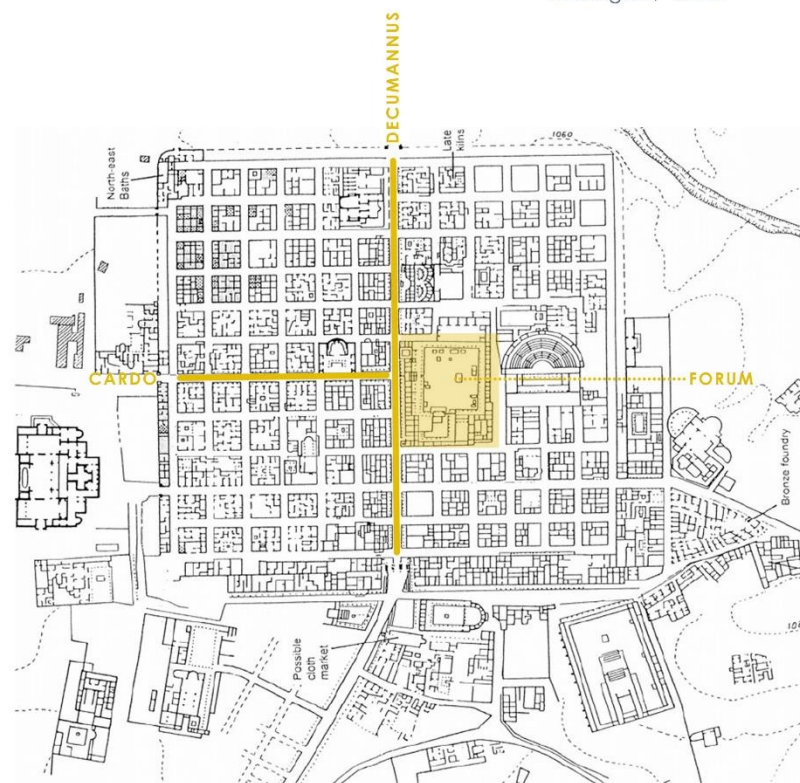 DECUMANNUS
1060
North-east
Baths
Late
kilns
CARDO
FORUM
Bronze foundry
Possible
cloth
market